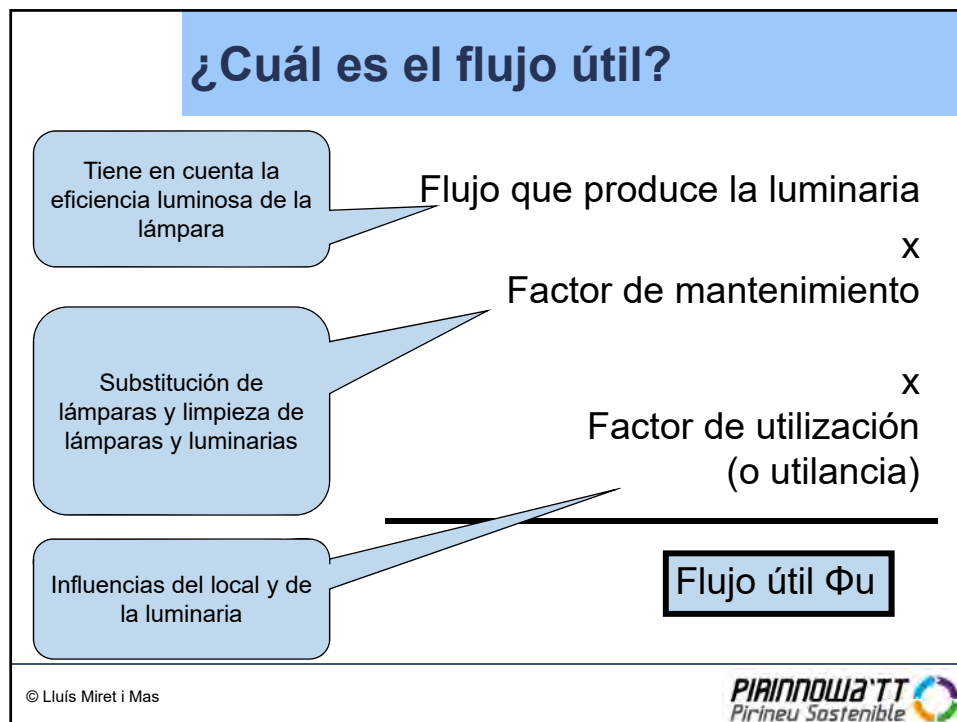 ¿Cuál es el flujo útil?
Tiene en cuenta la
eficiencia luminosa de la
lámpara
Flujo que produce la luminaria
x
Factor de mantenimiento
Substitución de
lámparas y limpieza de
lámparas y luminarias
x
Factor de utilización
(o utilancia)
Influencias del local y de
la luminaria
Flujo útil Φu
© Lluís Miret i Mas
PIRINNOWA'TT
Pirineu Sostenible